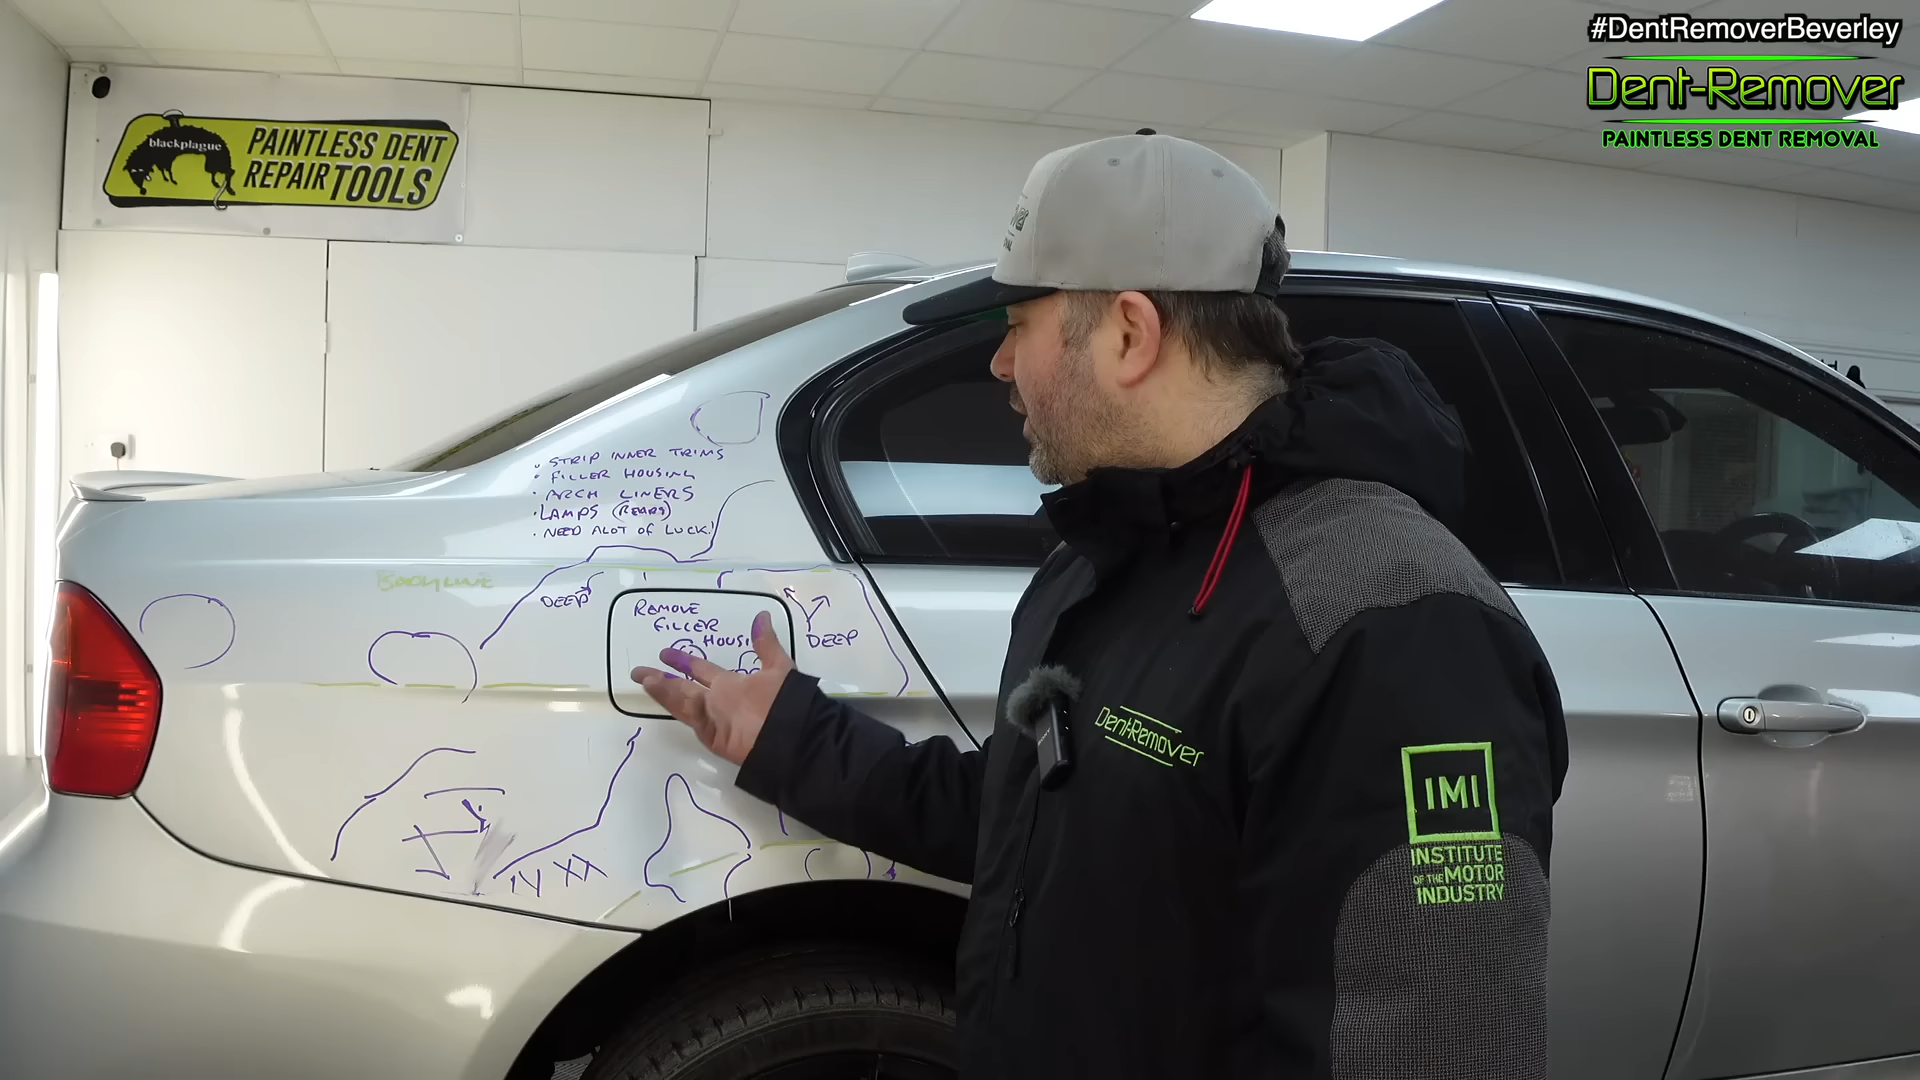 #DentRemoverBeverley
Dent-Remover
PAINTLESS DENT REMOVAL
blackplague
PAINTLESS DENT
REPAIR TOOLS
• STRIP INNER TRIMS
• FILLER HOUSING
• ARCH LINERS
• LAMPS (REARS)
• NEED ALOT OF LUCK!
BODYLINE
DEEP
REMOVE
FILLER
HOUSI
DEEP
Dent-Remover
IMI
INSTITUTE
OF THE MOTOR
INDUSTRY